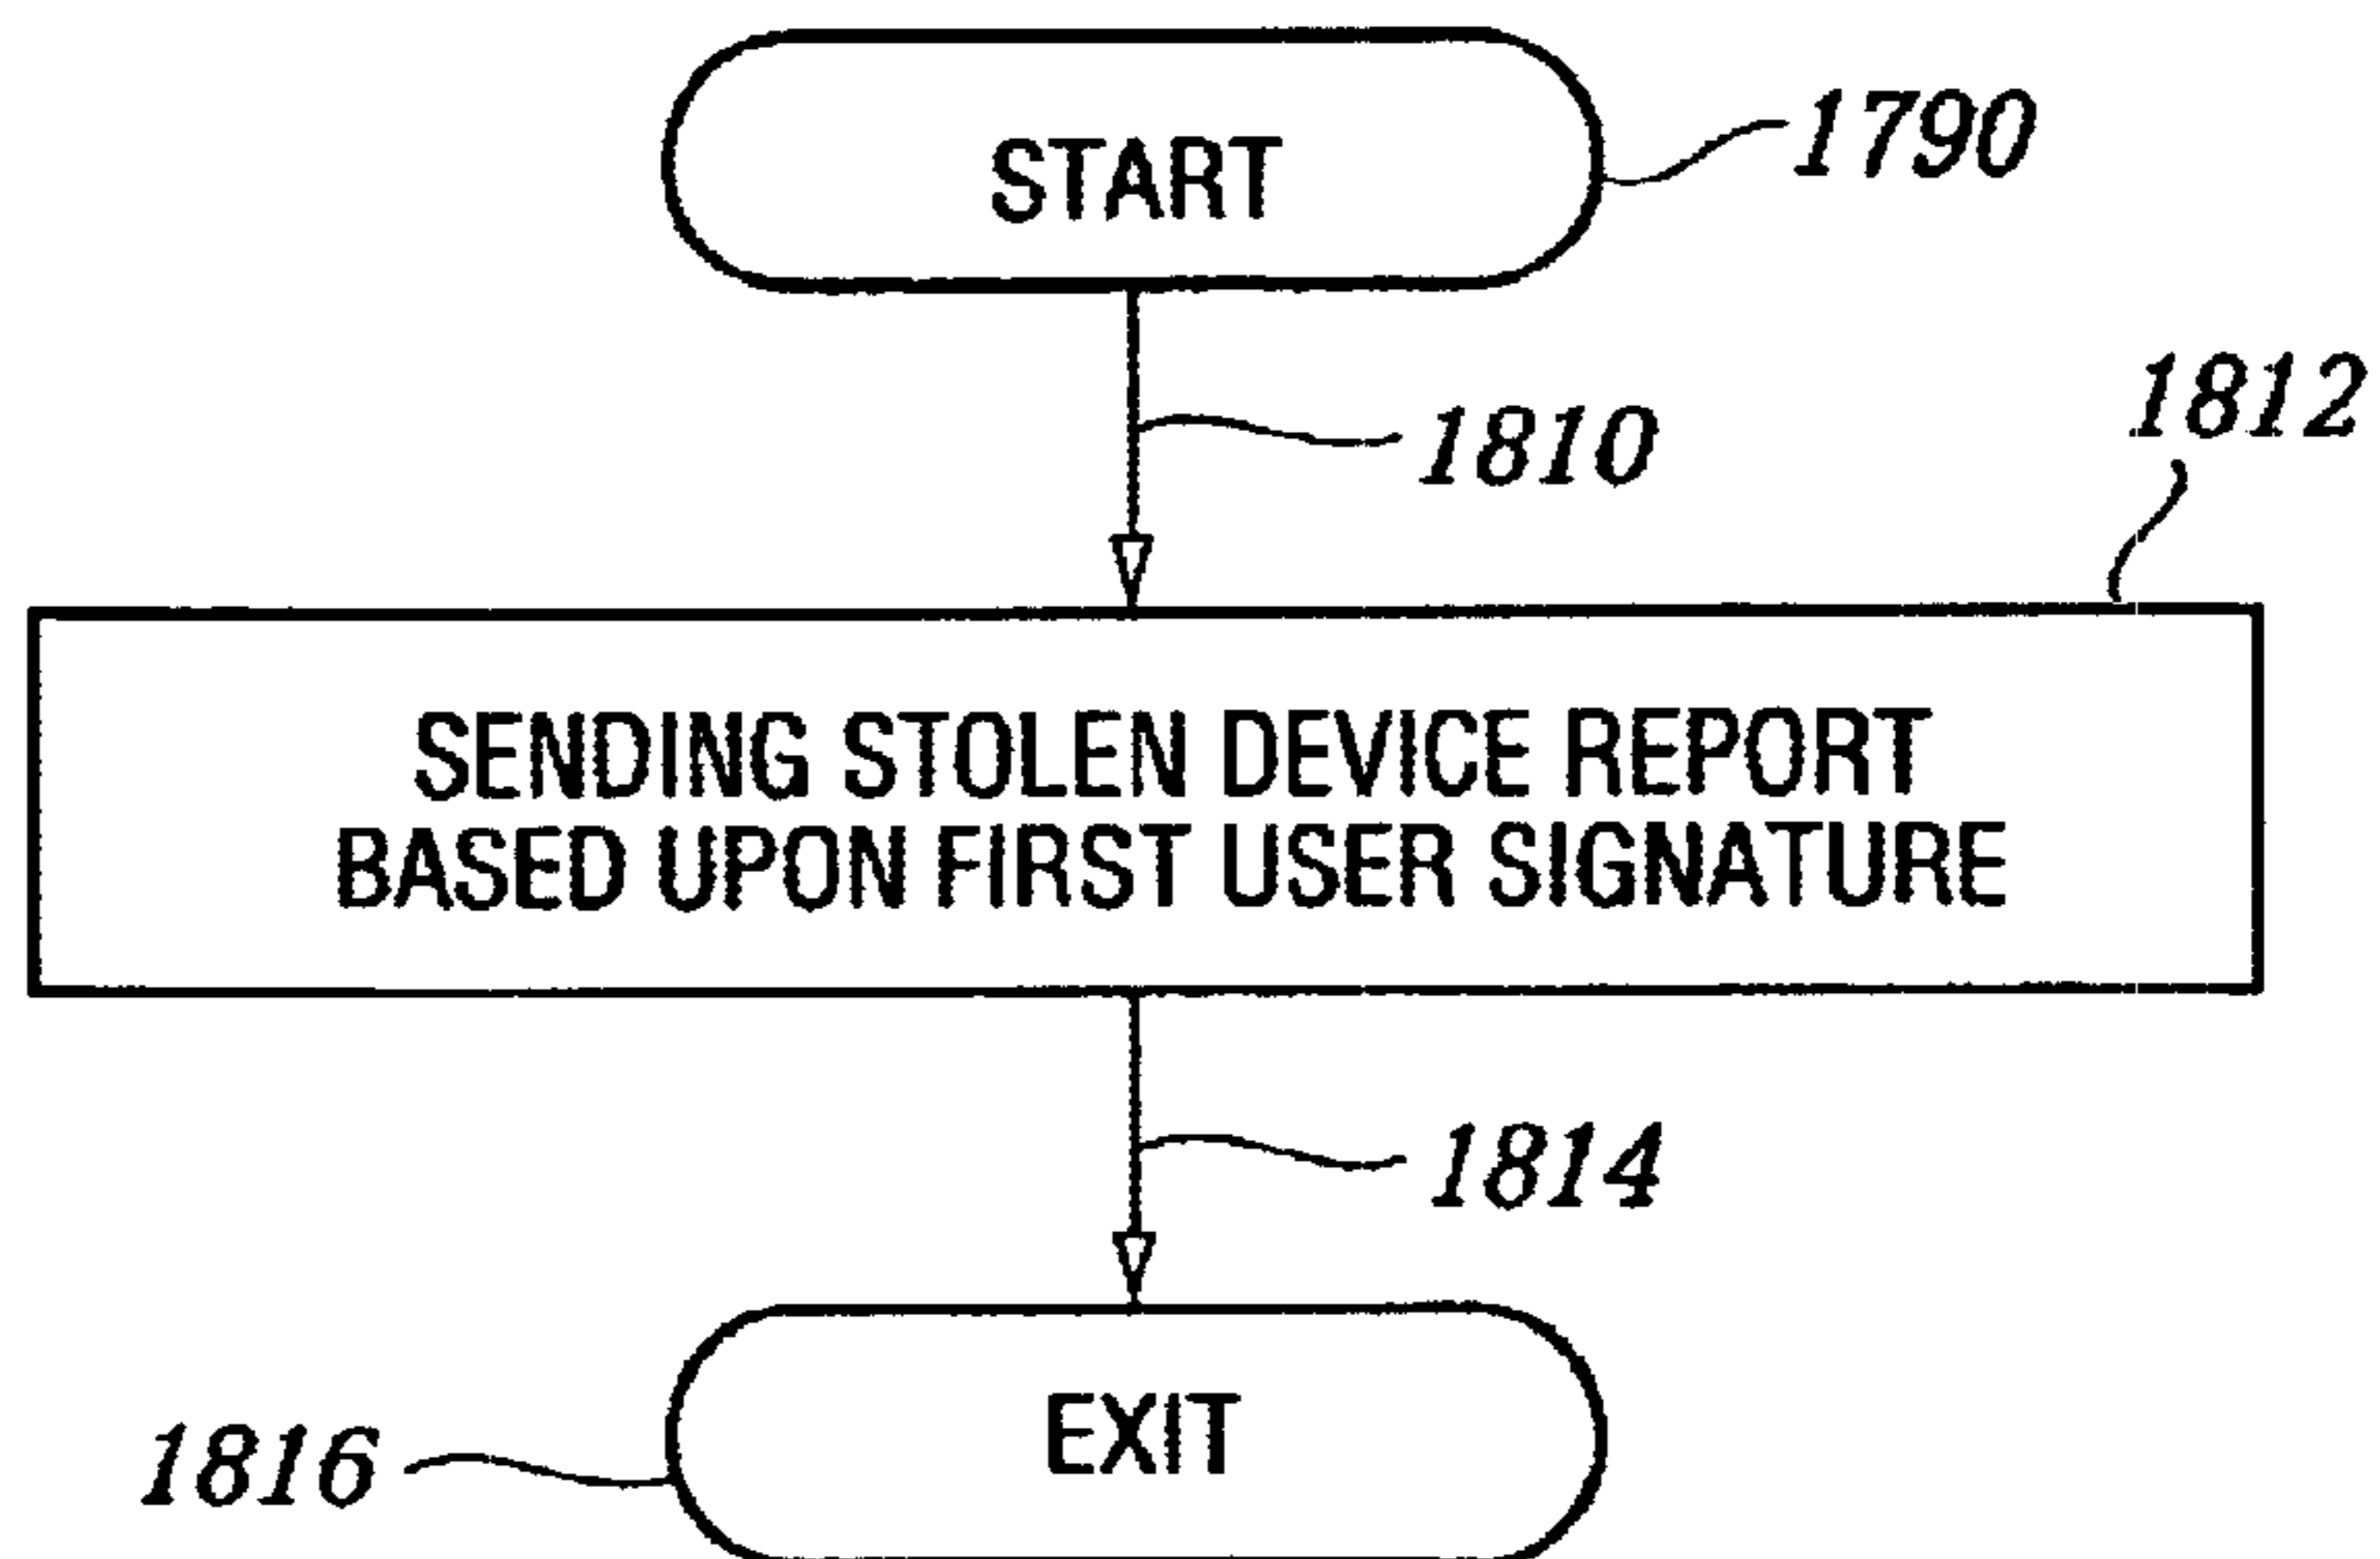 START
1790
1810
1812
SENDING STOLEN DEVICE REPORT
BASED UPON FIRST USER SIGNATURE
1814
EXIT
1816